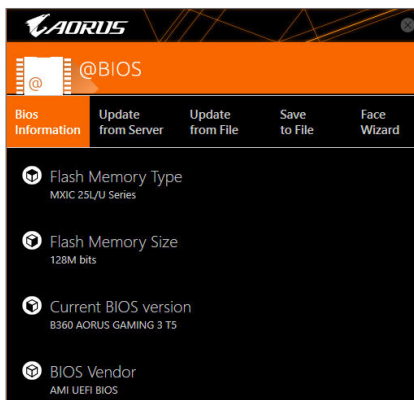 AORUS
@BIOS
@
Bios Information
Update from Server
Update from File
Save to File
Face Wizard
Flash Memory Type
MXIC 25L/U Series
Flash Memory Size
128M bits
Current BIOS version
B360 AORUS GAMING 3 T5
BIOS Vendor
AMI UEFI BIOS